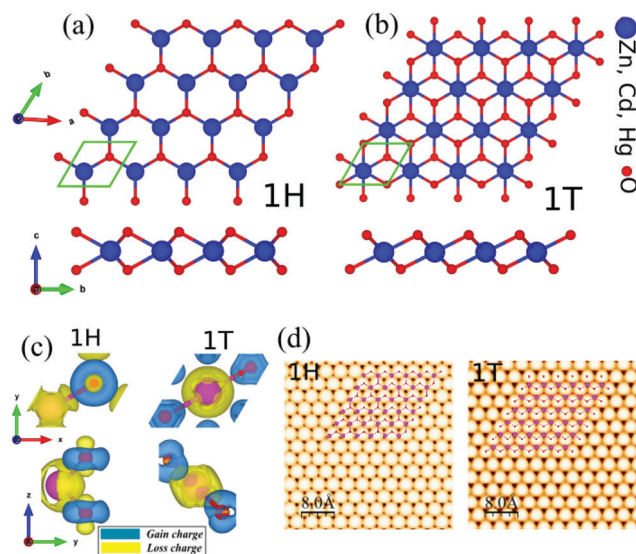 (a)
(b)
b
a
1H
1T
Zn, Cd, Hg
O
c
b
(c) 1H 1T
(d)
1H
1T
y
x
z
y
Gain charge
Loss charge
8.0Å
8.0Å